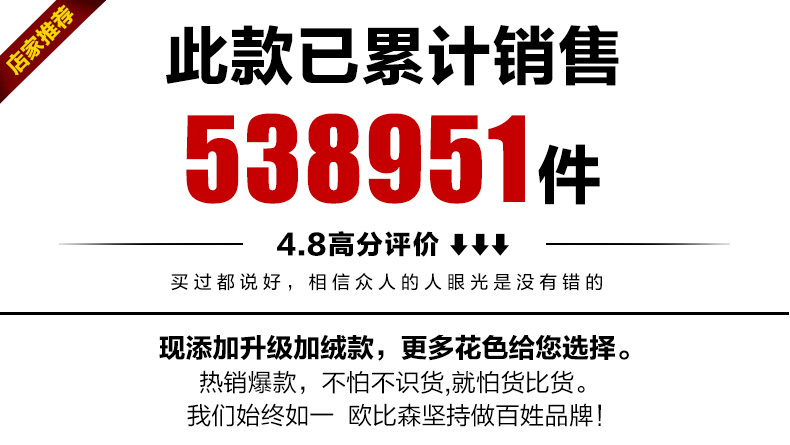 店家推荐
此款已累计销售
538951件
4.8高分评价
买过都说好，相信众人的人眼光是没有错的
现添加升级加绒款，更多花色给您选择。
热销爆款，不怕不识货,就怕货比货。
我们始终如一 欧比森坚持做百姓品牌!